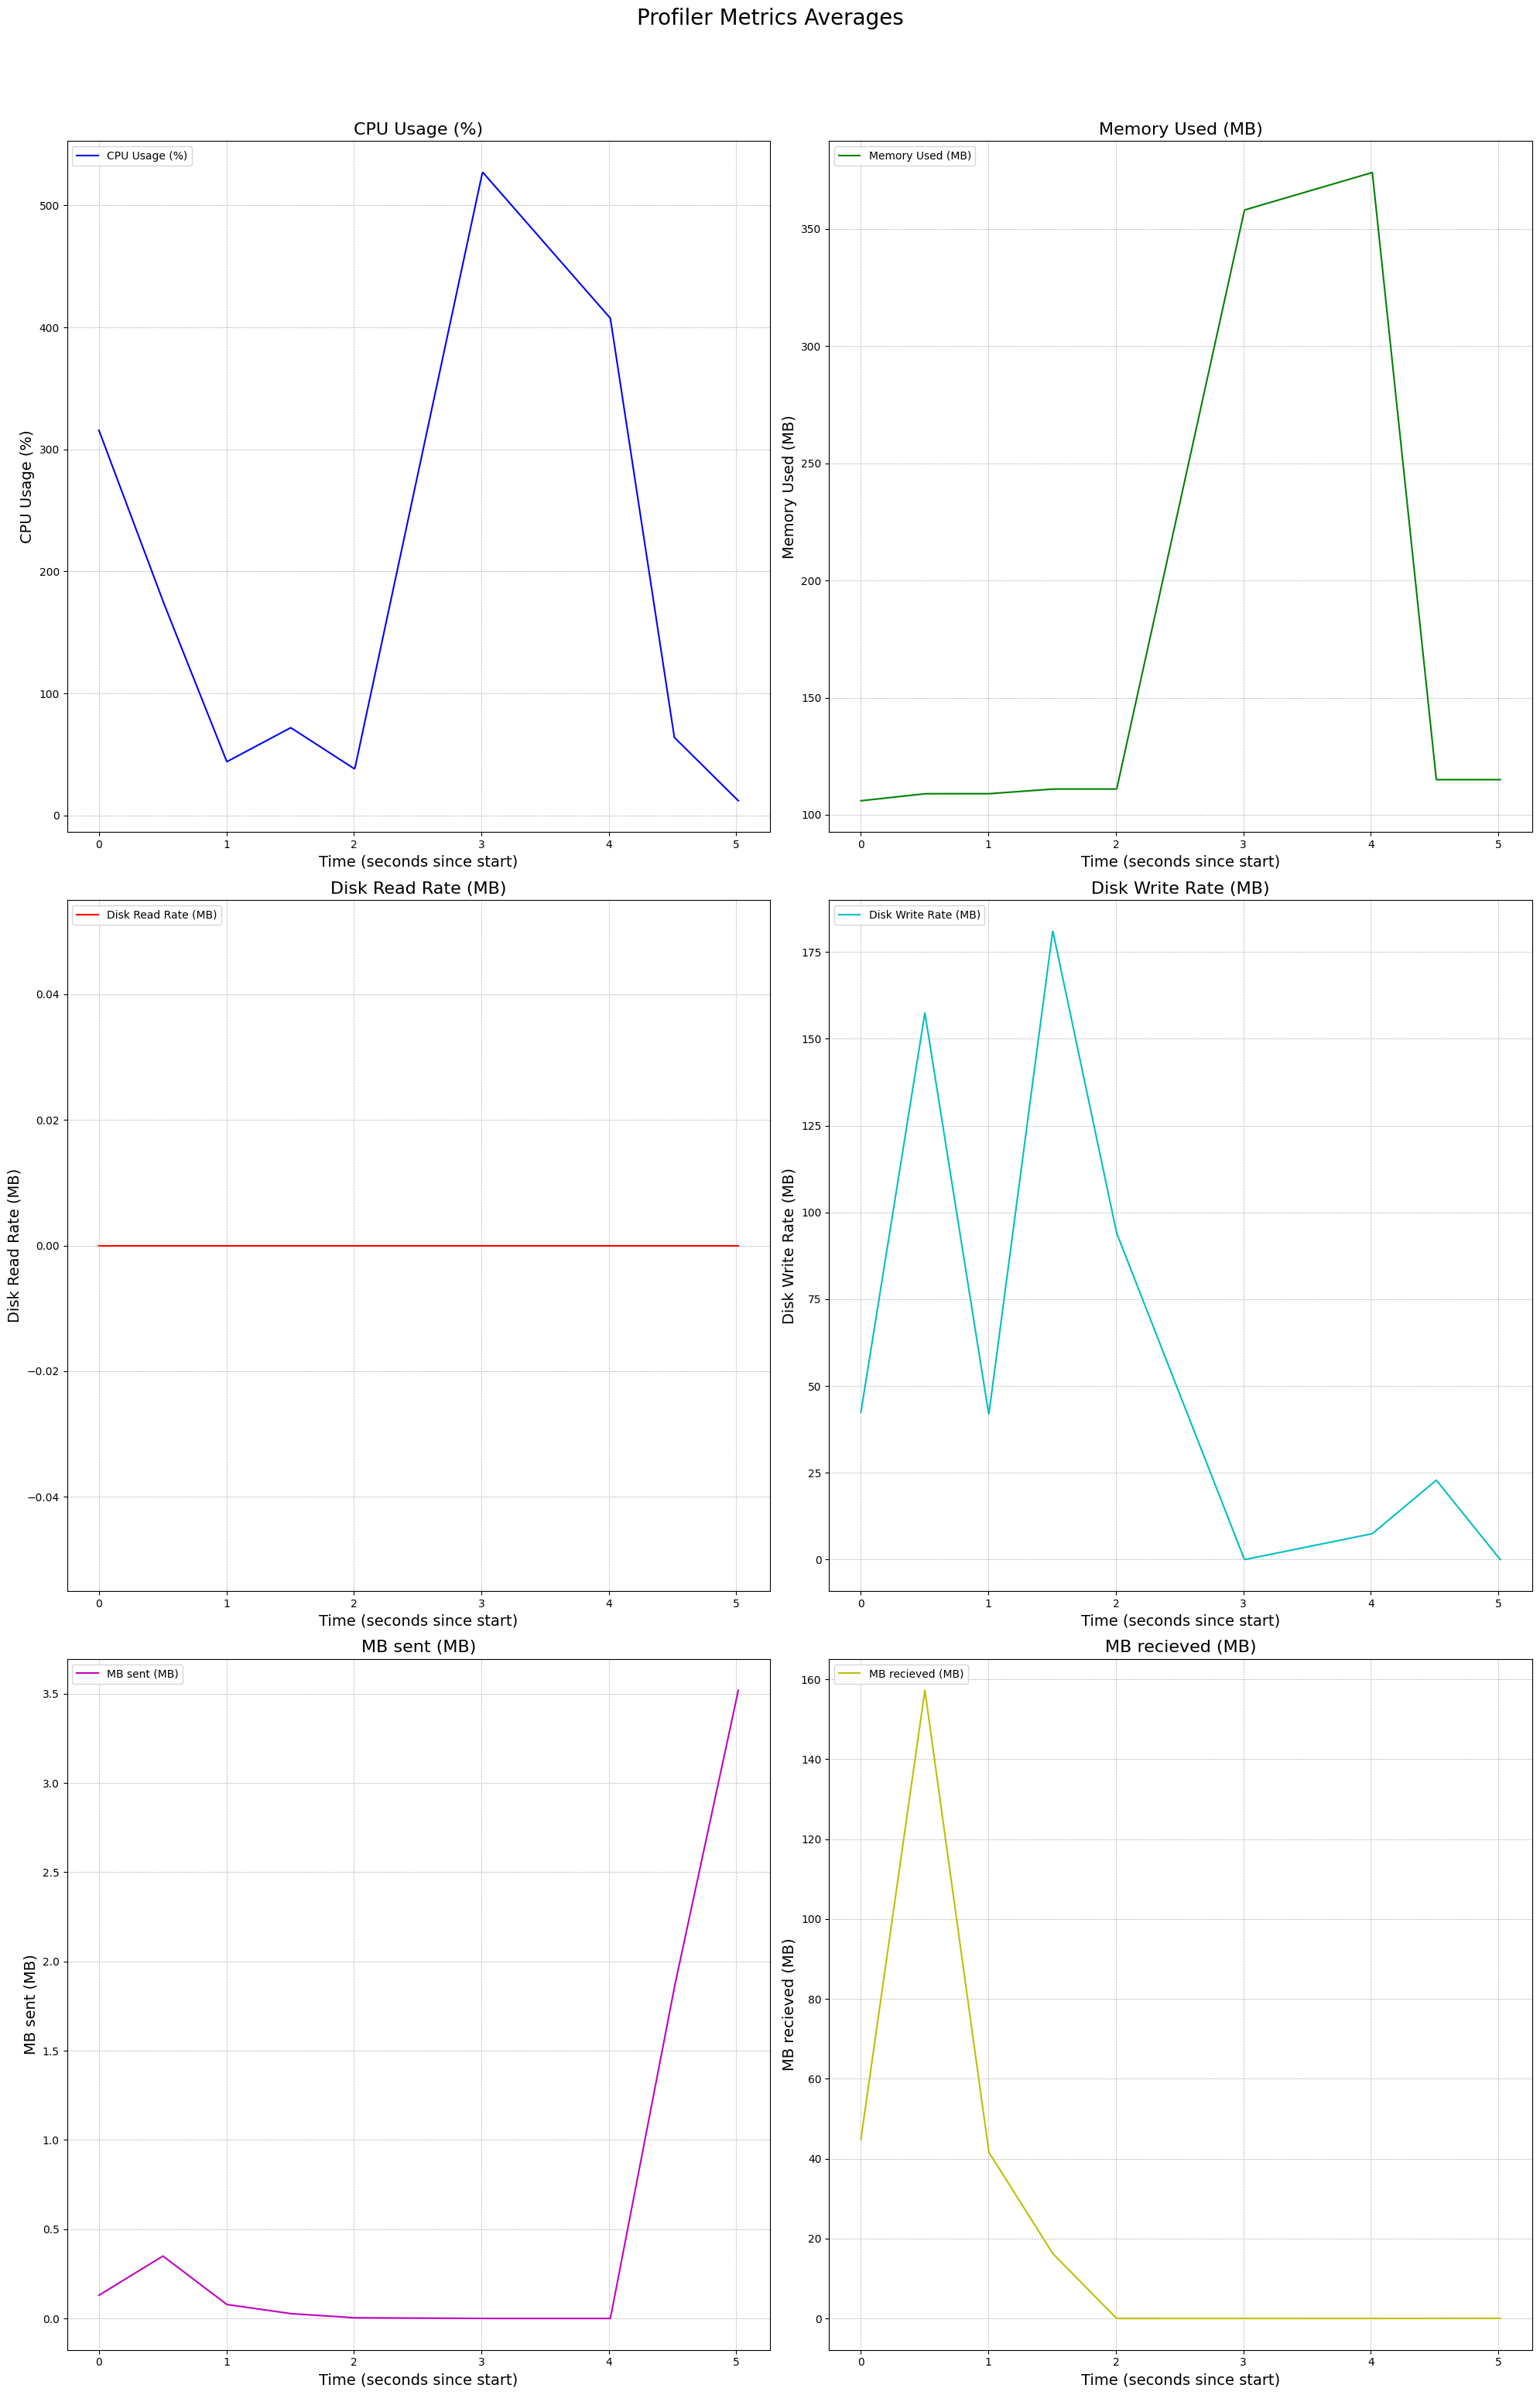 Profiler Metrics Averages
CPU Usage (%)
CPU Usage (%)
CPU Usage (%)
500
400
300
200
100
0
0 1 2 3 4 5
Time (seconds since start)
Memory Used (MB)
Memory Used (MB)
Memory Used (MB)
350
300
250
200
150
100
0 1 2 3 4 5
Time (seconds since start)
Disk Read Rate (MB)
Disk Read Rate (MB)
Disk Read Rate (MB)
0.04
0.02
0.00
−0.02
−0.04
0 1 2 3 4 5
Time (seconds since start)
Disk Write Rate (MB)
Disk Write Rate (MB)
Disk Write Rate (MB)
175
150
125
100
75
50
25
0
0 1 2 3 4 5
Time (seconds since start)
MB sent (MB)
MB sent (MB)
MB sent (MB)
3.5
3.0
2.5
2.0
1.5
1.0
0.5
0.0
0 1 2 3 4 5
Time (seconds since start)
MB recieved (MB)
MB recieved (MB)
MB recieved (MB)
160
140
120
100
80
60
40
20
0
0 1 2 3 4 5
Time (seconds since start)